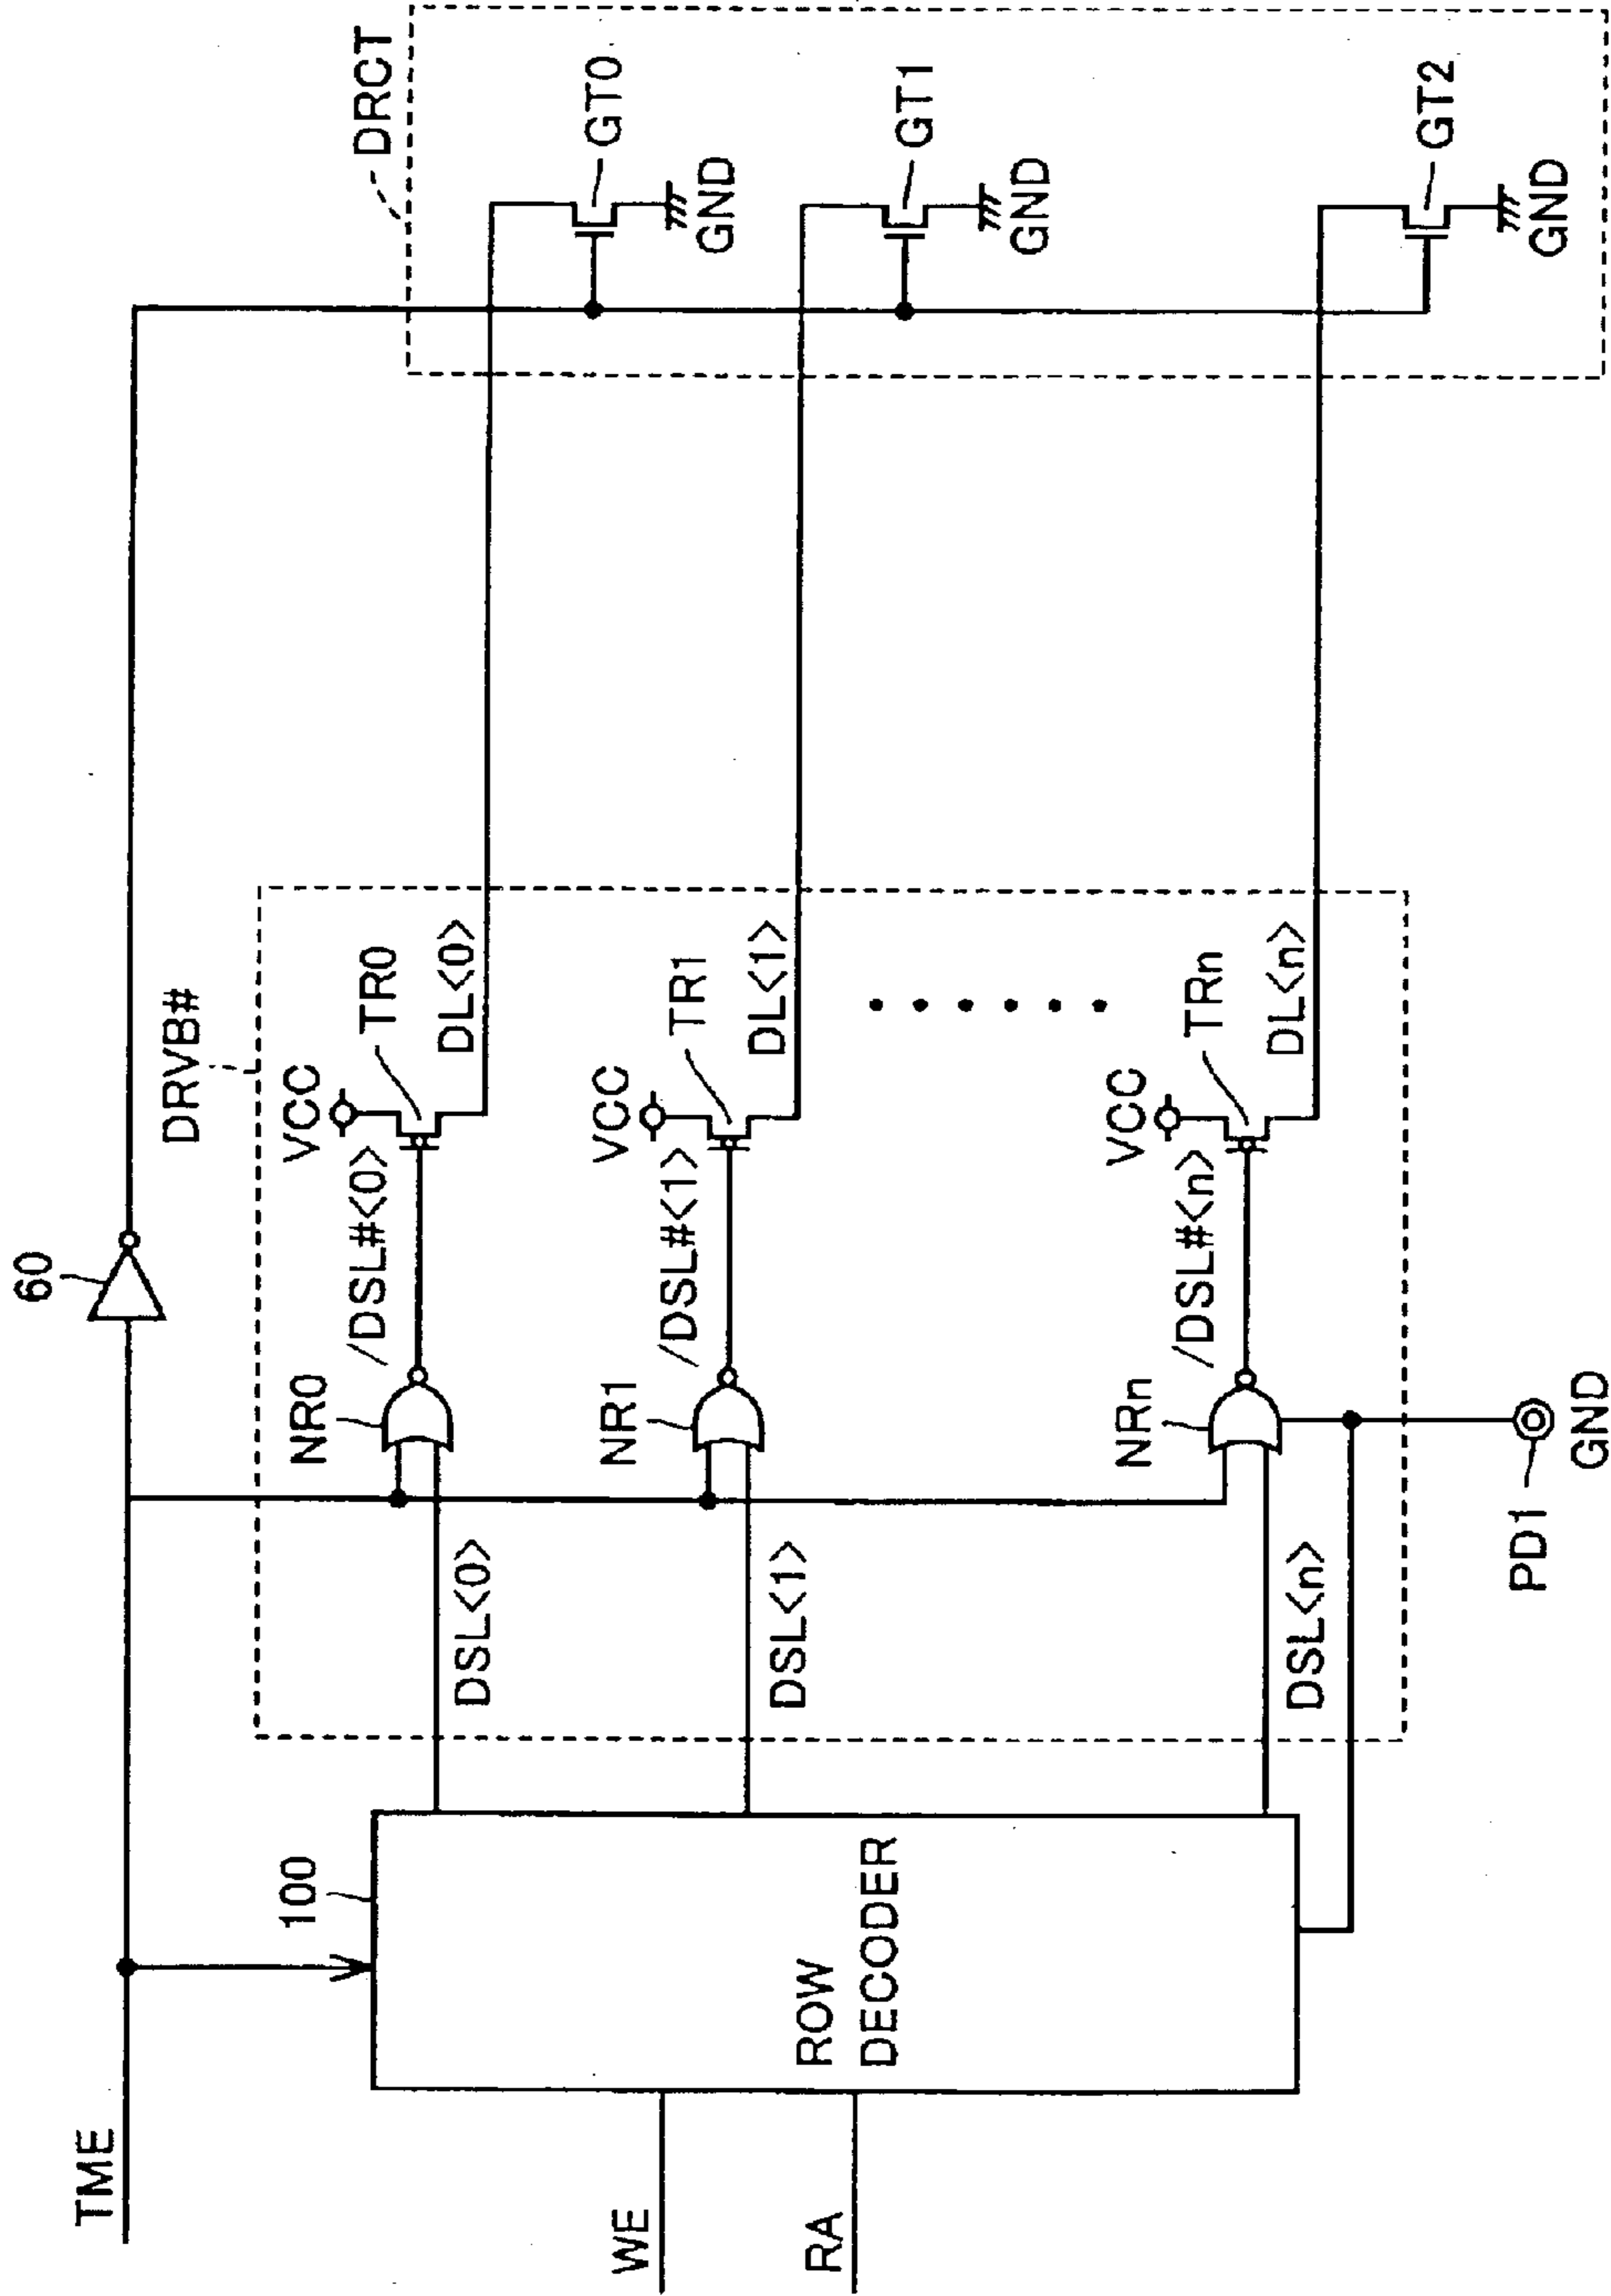 TME
WE
RA
100
ROW
DECODER
60
DRVB#
DSL<0>
NR0
/DSL#<0>
VCC
TR0
DL<0>
DSL<1>
NR1
/DSL#<1>
VCC
TR1
DL<1>
DSL<n>
NRn
/DSL#<n>
VCC
TRn
DL<n>
PD1
GND
DRCT
GT0
GND
GT1
GND
GT2
GND